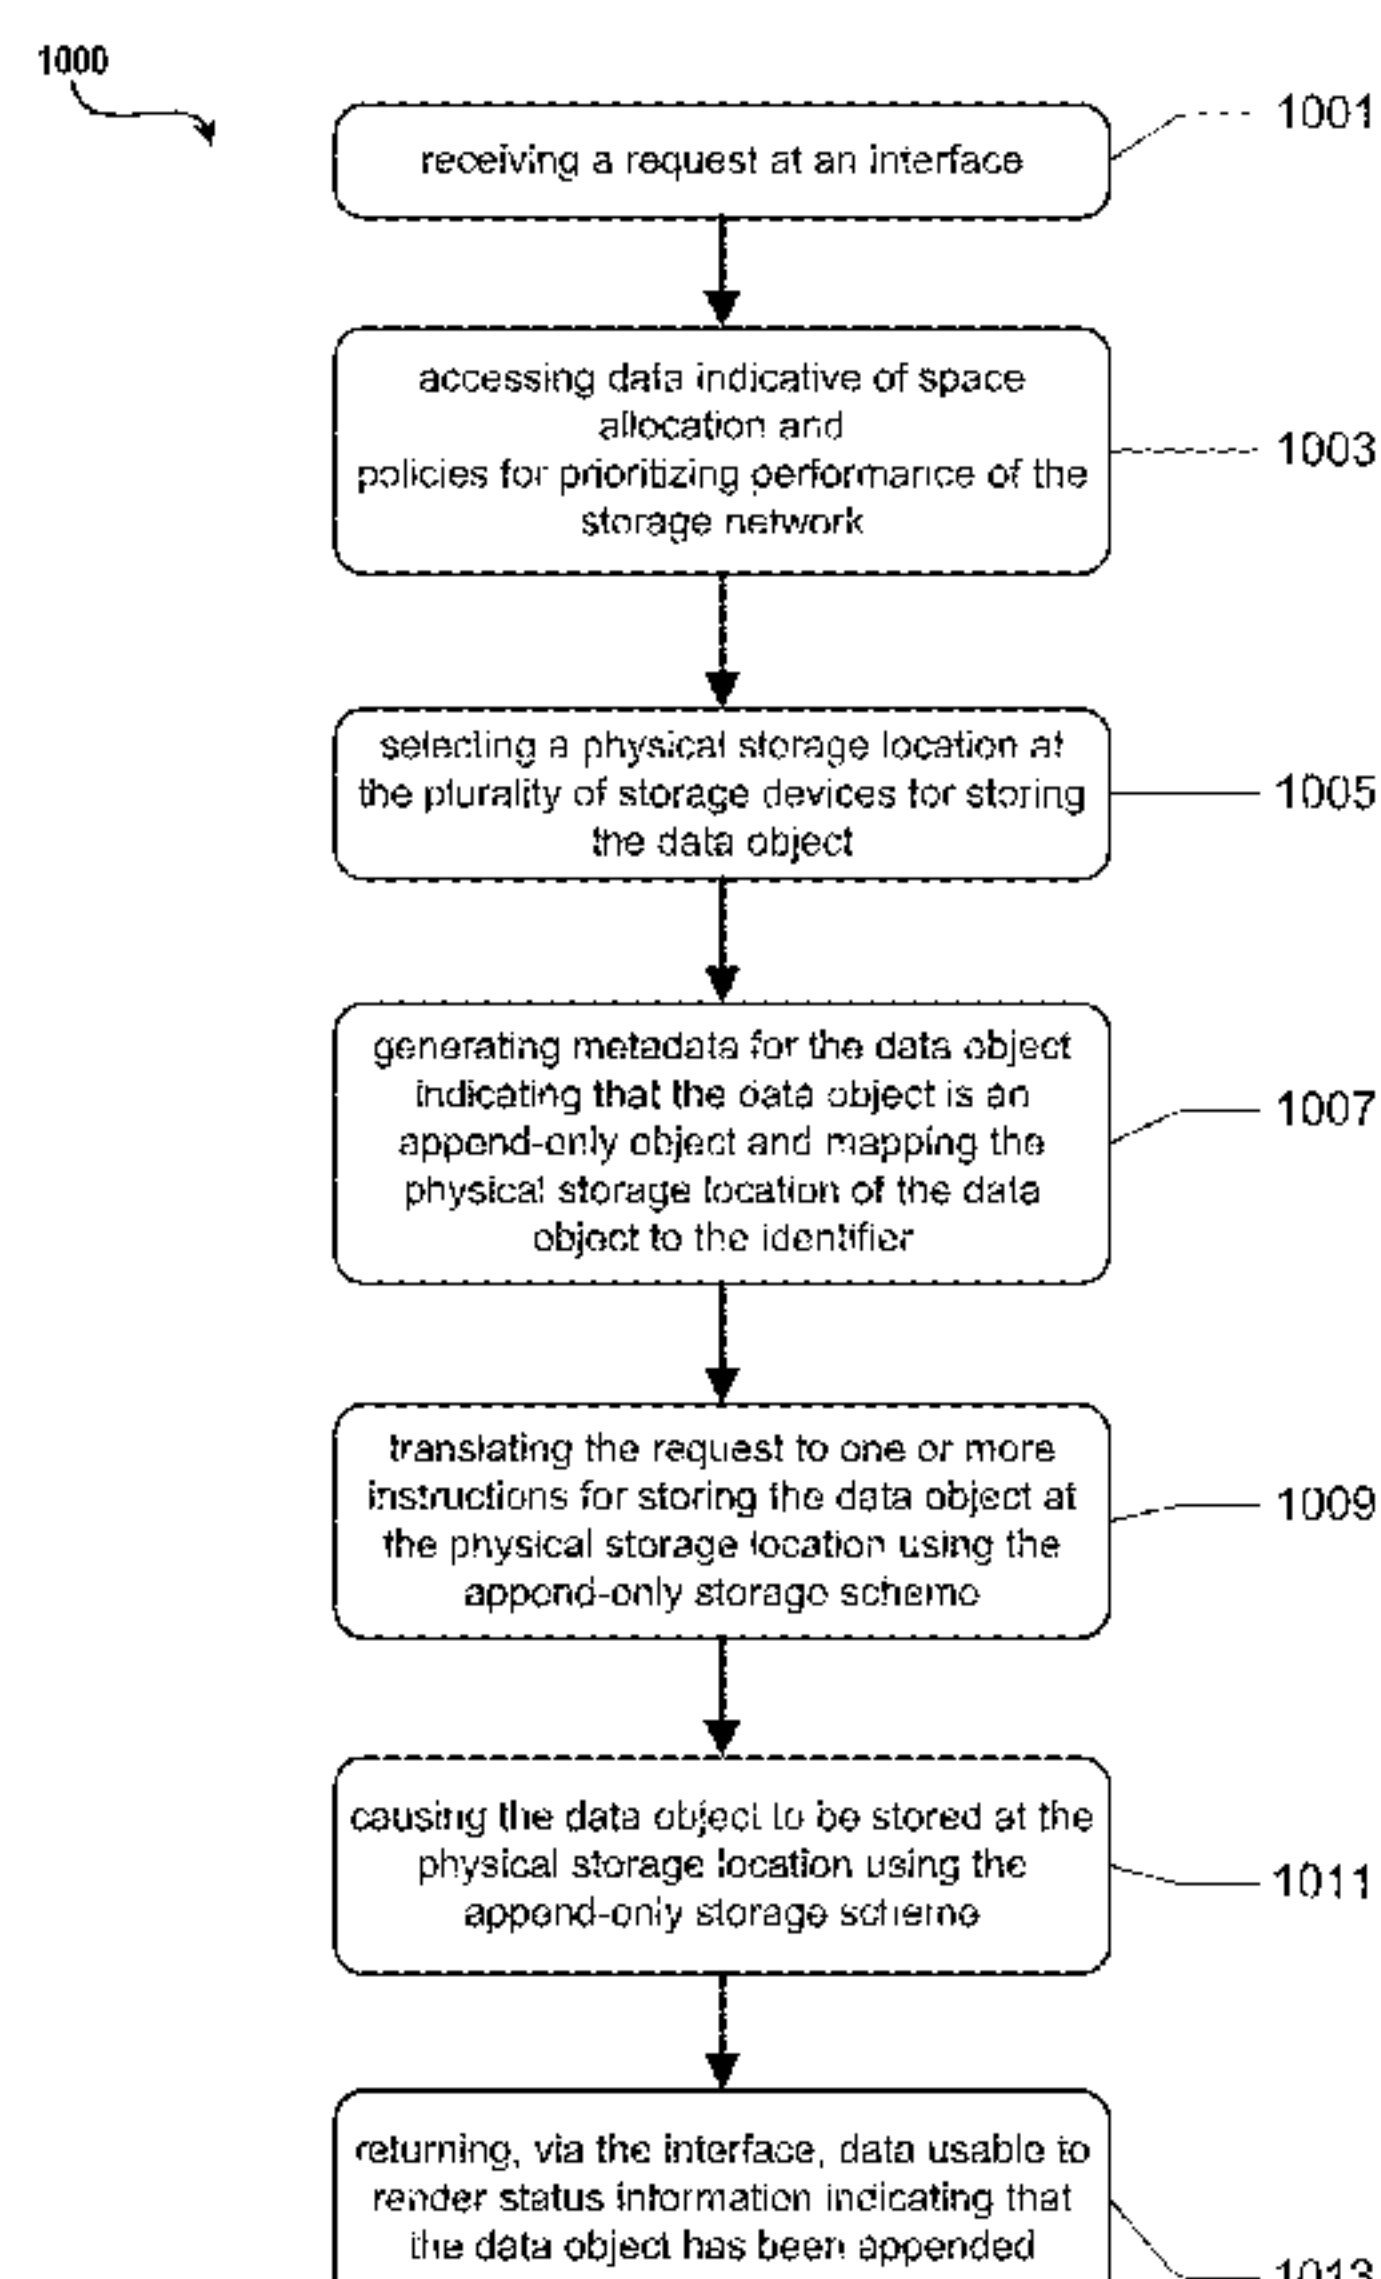 1000
receiving a request at an interface
1001
accessing data indicative of space
allocation and
policies for prioritizing performance of the
storage network
1003
selecting a physical storage location at
the plurality of storage devices for storing
the data object
1005
generating metadata for the data object
indicating that the data object is an
append-only object and mapping the
physical storage location of the data
object to the identifier
1007
translating the request to one or more
instructions for storing the data object at
the physical storage location using the
append-only storage scheme
1009
causing the data object to be stored at the
physical storage location using the
append-only storage scheme
1011
returning, via the interface, data usable to
render status information indicating that
the data object has been appended
1013